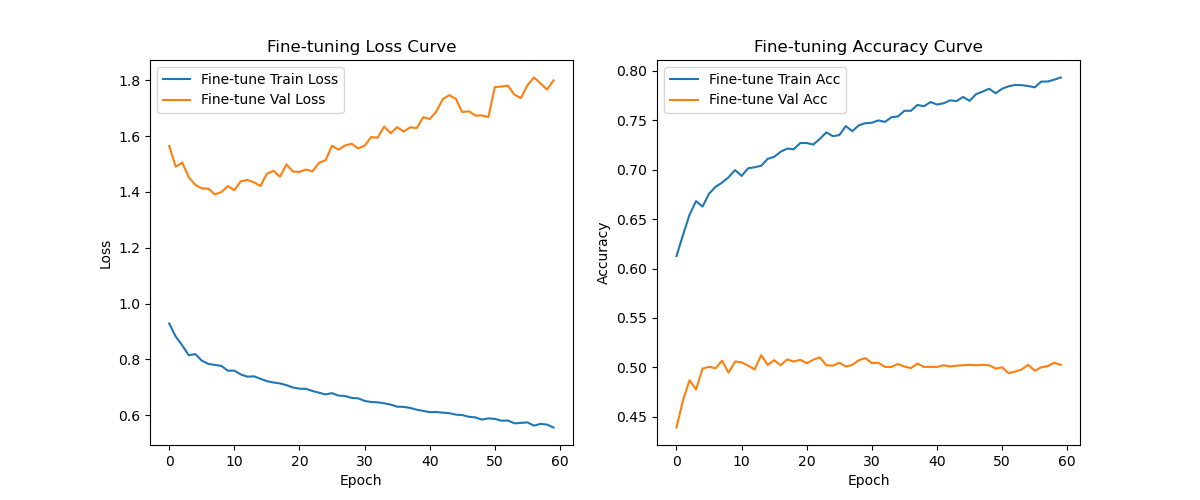 Fine-tuning Loss Curve
Fine-tune Train Loss
Fine-tune Val Loss
1.8
1.6
1.4
1.2
1.0
0.8
0.6
Loss
0 10 20 30 40 50 60
Epoch
Fine-tuning Accuracy Curve
Fine-tune Train Acc
Fine-tune Val Acc
0.80
0.75
0.70
0.65
0.60
0.55
0.50
0.45
Accuracy
0 10 20 30 40 50 60
Epoch